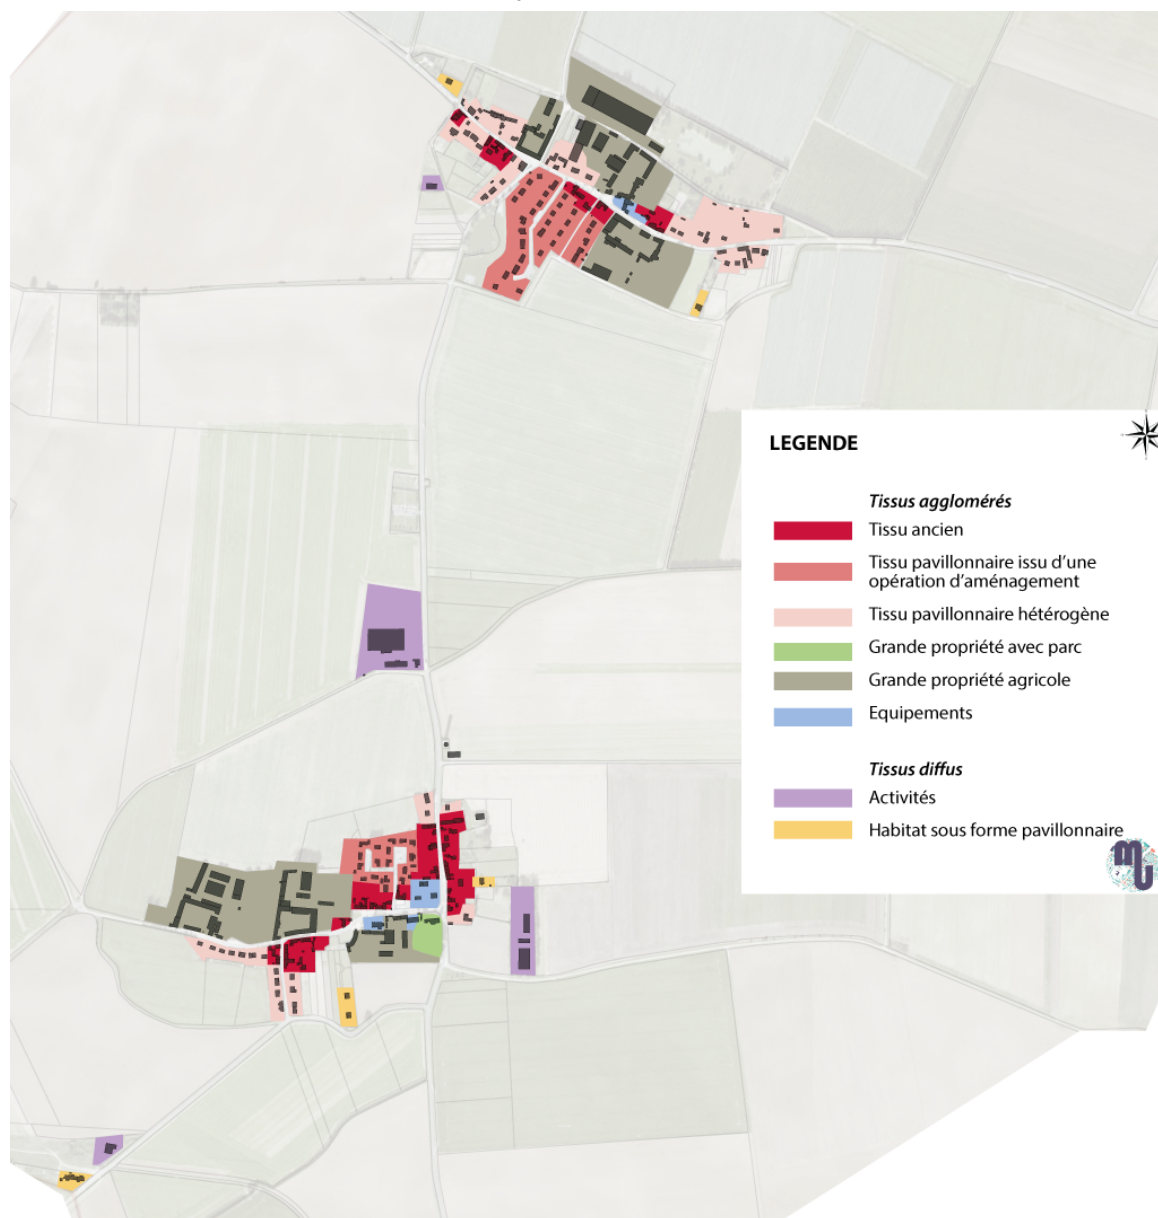 LEGENDE
Tissus agglomérés
Tissu ancien
Tissu pavillonnaire issu d'une
opération d'aménagement
Tissu pavillonnaire hétérogène
Grande propriété avec parc
Grande propriété agricole
Equipements
Tissus diffus
Activités
Habitat sous forme pavillonnaire
mu